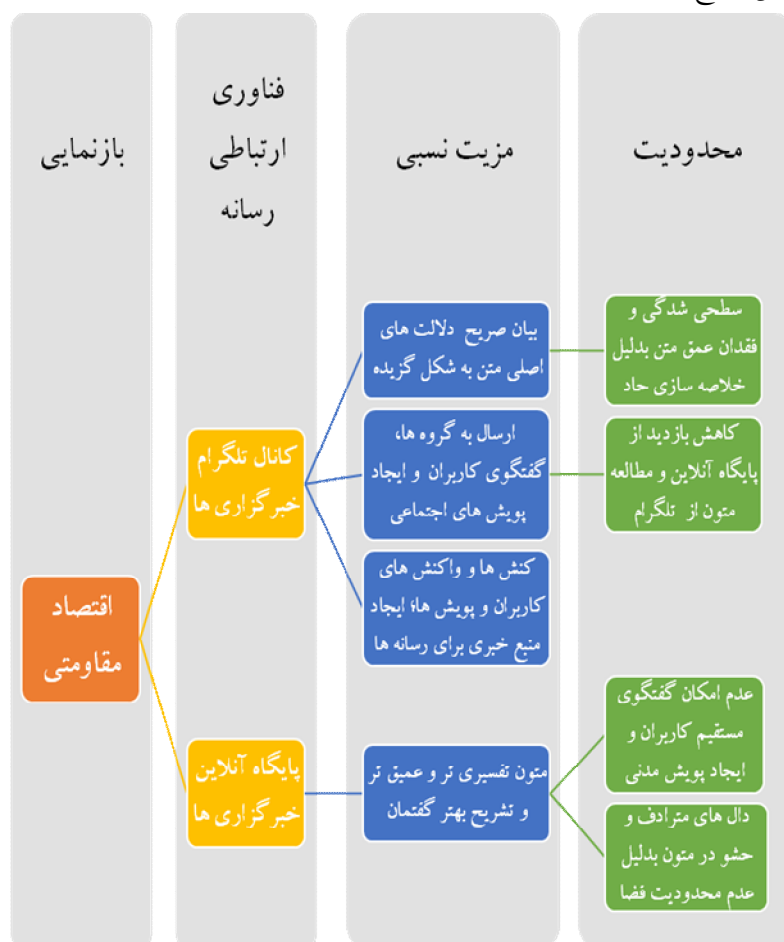 بازنمایی
فناوری
ارتباطی
رسانه
مزیت نسبی
محدودیت
اقتصاد
مقاومتی
کانال تلگرام
خبرگزاری ها
پایگاه آنلاین
خبرگزاری ها
بیان صریح دلالت های
اصلی متن به شکل گزیده
ارسال به گروه ها،
گفتگوی کاربران و ایجاد
پویش های اجتماعی
کنش ها و واکنش های
کاربران و پویش ها؛ ایجاد
منبع خبری برای رسانه ها
متون تفسیری تر و عمیق تر
و تشریح بهتر گفتمان
سطحی شدگی و
فقدان عمق متن بدلیل
خلاصه سازی حاد
کاهش بازدید از
پایگاه آنلاین و مطالعه
متون از تلگرام
عدم امکان گفتگوی
مستقیم کاربران و
ایجاد پویش مدنی
دال های مترادف و
حشو در متون بدلیل
عدم محدودیت فضا